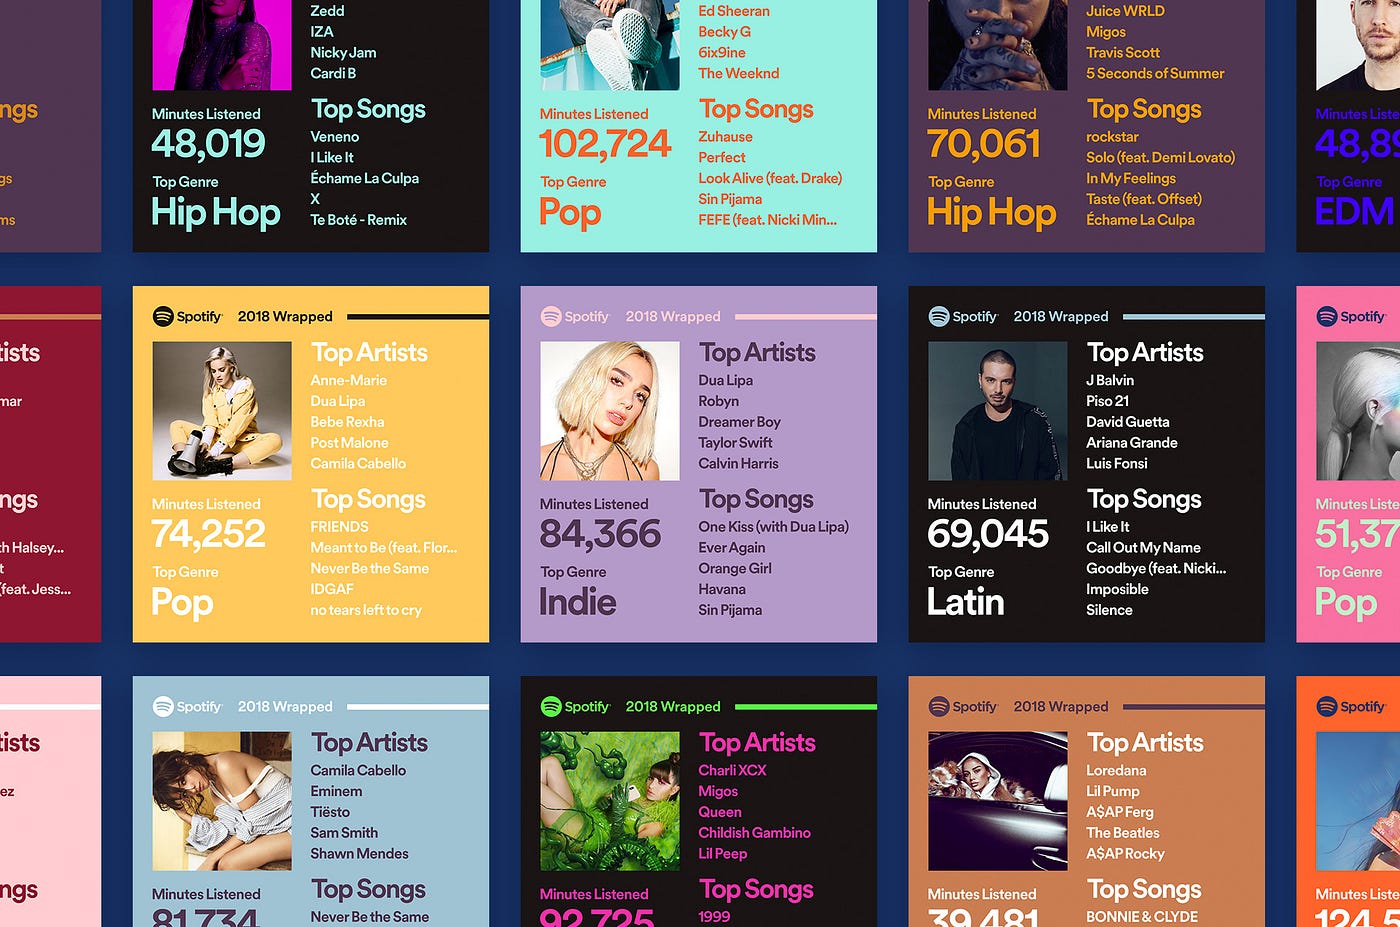 ngs
gs
ms
Zedd
IZA
Nicky Jam
Cardi B
Minutes Listened
48,019
Top Genre
Hip Hop
Top Songs
Veneno
I Like It
Échame La Culpa
X
Te Boté - Remix
Ed Sheeran
Becky G
6ix9ine
The Weeknd
Minutes Listened
102,724
Top Genre
Pop
Top Songs
Zuhause
Perfect
Look Alive (feat. Drake)
Sin Pijama
FEFE (feat. Nicki Min...
Juice WRLD
Migos
Travis Scott
5 Seconds of Summer
Minutes Listened
70,061
Top Genre
Hip Hop
Top Songs
rockstar
Solo (feat. Demi Lovato)
In My Feelings
Taste (feat. Offset)
Échame La Culpa
Minutes Liste
48,89
Top Genre
EDM
tists
mar
ngs
th Halsey...
t
(feat. Jess...
Spotify 2018 Wrapped
Top Artists
Anne-Marie
Dua Lipa
Bebe Rexha
Post Malone
Camila Cabello
Minutes Listened
74,252
Top Genre
Pop
Top Songs
FRIENDS
Meant to Be (feat. Flor...
Never Be the Same
IDGAF
no tears left to cry
Spotify 2018 Wrapped
Top Artists
Dua Lipa
Robyn
Dreamer Boy
Taylor Swift
Calvin Harris
Minutes Listened
84,366
Top Genre
Indie
Top Songs
One Kiss (with Dua Lipa)
Ever Again
Orange Girl
Havana
Sin Pijama
Spotify 2018 Wrapped
Top Artists
J Balvin
Piso 21
David Guetta
Ariana Grande
Luis Fonsi
Minutes Listened
69,045
Top Genre
Latin
Top Songs
I Like It
Call Out My Name
Goodbye (feat. Nicki...
Imposible
Silence
Spotify
Minutes Liste
51,37
Top Genre
Pop
tists
ez
ngs
Spotify 2018 Wrapped
Top Artists
Camila Cabello
Eminem
Tiësto
Sam Smith
Shawn Mendes
Minutes Listened
81,734
Top Songs
Never Be the Same
Spotify 2018 Wrapped
Top Artists
Charli XCX
Migos
Queen
Childish Gambino
Lil Peep
Minutes Listened
92,725
Top Songs
1999
Spotify 2018 Wrapped
Top Artists
Loredana
Lil Pump
A$AP Ferg
The Beatles
A$AP Rocky
Minutes Listened
39,481
Top Songs
BONNIE & CLYDE
Spotify
Minutes Liste
124,5